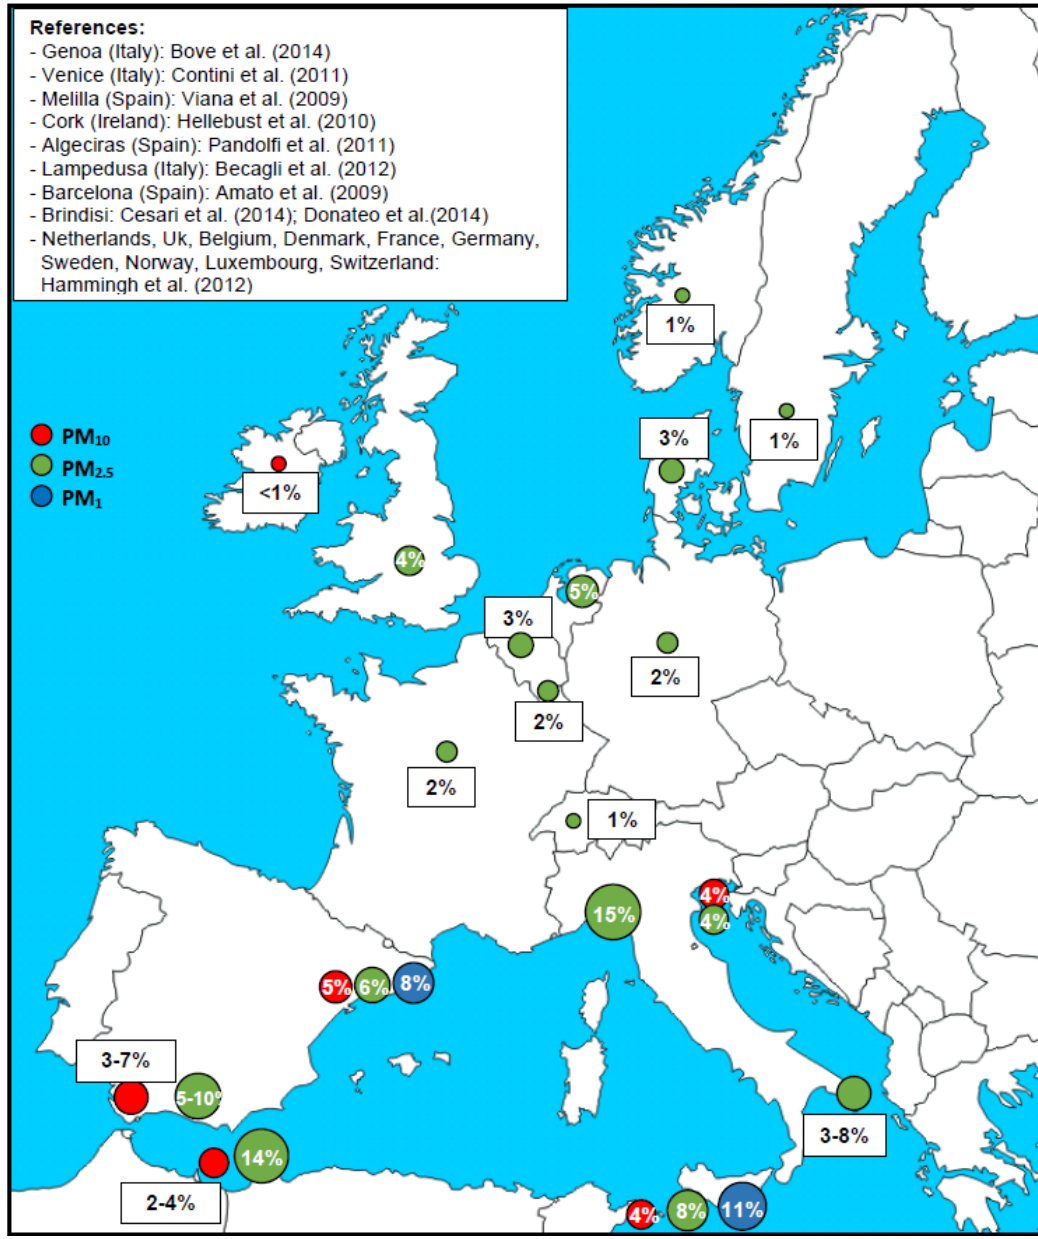 References:
- Genoa (Italy): Bove et al. (2014)
- Venice (Italy): Contini et al. (2011)
- Melilla (Spain): Viana et al. (2009)
- Cork (Ireland): Hellebust et al. (2010)
- Algeciras (Spain): Pandolfi et al. (2011)
- Lampedusa (Italy): Becagli et al. (2012)
- Barcelona (Spain): Amato et al. (2009)
- Brindisi: Cesari et al. (2014); Donateo et al.(2014)
- Netherlands, Uk, Belgium, Denmark, France, Germany,
Sweden, Norway, Luxembourg, Switzerland:
Hammingh et al. (2012)
1%
3%
1%
PM₁₀
PM₂.₅
PM₁
<1%
4%
5%
3%
2%
2%
2%
1%
15%
4%
4%
5%
6%
8%
3-7%
5-10%
3-8%
14%
2-4%
4%
8%
11%